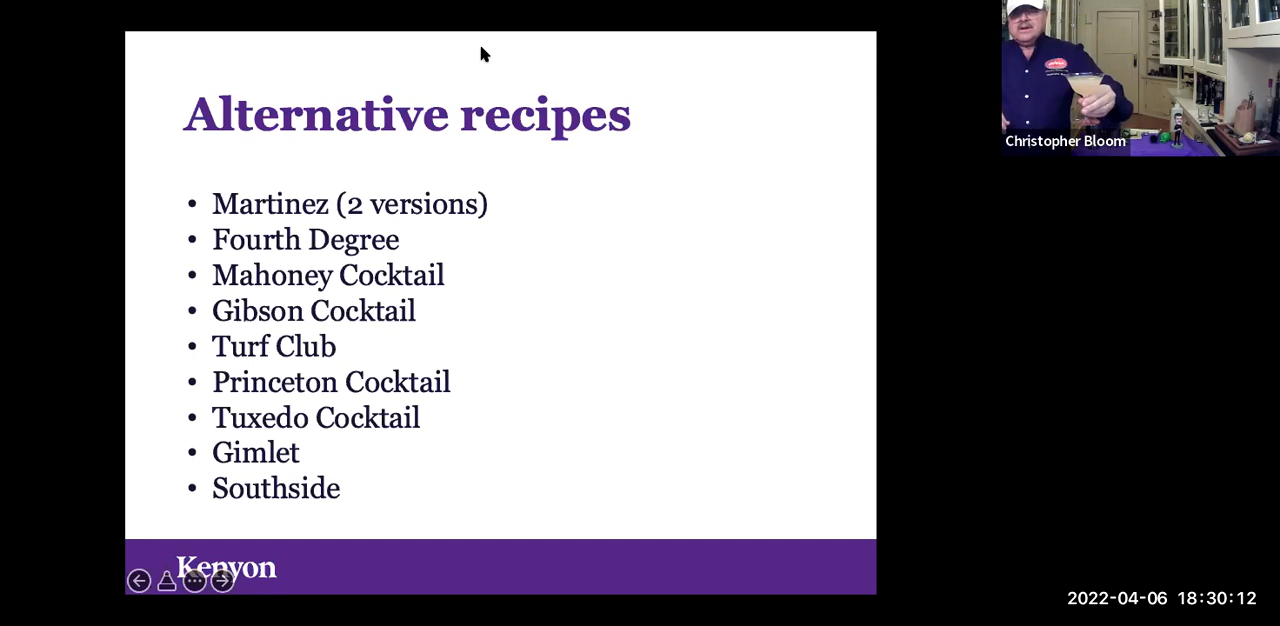 Alternative recipes
• Martinez (2 versions)
• Fourth Degree
• Mahoney Cocktail
• Gibson Cocktail
• Turf Club
• Princeton Cocktail
• Tuxedo Cocktail
• Gimlet
• Southside
Kenyon
Christopher Bloom
2022-04-06 18:30:12